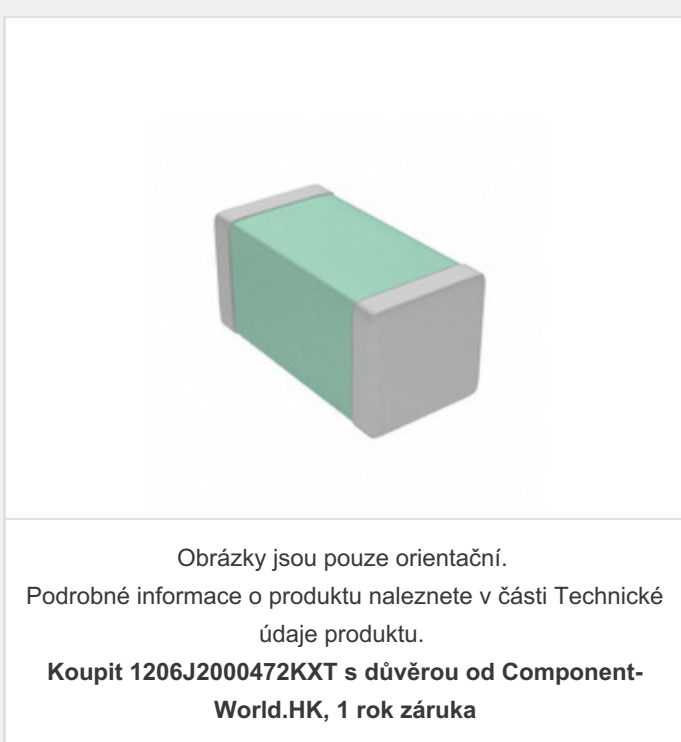 Obrázky jsou pouze orientační.
Podrobné informace o produktu naleznete v části Technické
údaje produktu.
Koupit 1206J2000472KXT s důvěrou od Component-
World.HK, 1 rok záruka